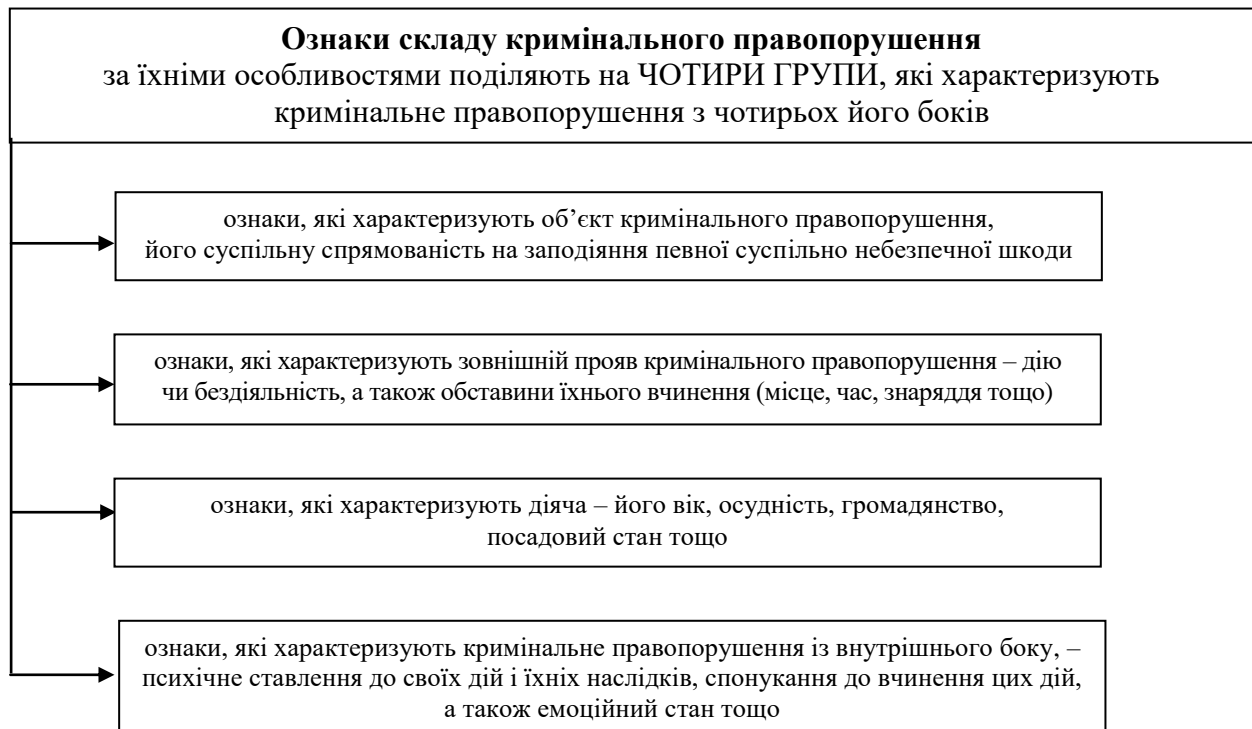 Ознаки складу кримінального правопорушення
за їхніми особливостями поділяють на ЧОТИРИ ГРУПИ, які характеризують
кримінальне правопорушення з чотирьох його боків
ознаки, які характеризують об’єкт кримінального правопорушення,
його суспільну спрямованість на заподіяння певної суспільно небезпечної шкоди
ознаки, які характеризують зовнішній прояв кримінального правопорушення – дію
чи бездіяльність, а також обставини їхнього вчинення (місце, час, знаряддя тощо)
ознаки, які характеризують діяча – його вік, осудність, громадянство,
посадовий стан тощо
ознаки, які характеризують кримінальне правопорушення із внутрішнього боку, –
психічне ставлення до своїх дій і їхніх наслідків, спонукання до вчинення цих дій,
а також емоційний стан тощо